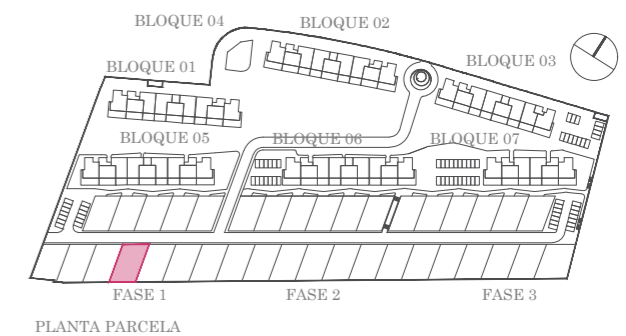 BLOQUE 04
BLOQUE 02
BLOQUE 01
BLOQUE 03
BLOQUE 05
BLOQUE 06
BLOQUE 07
FASE 1
FASE 2
FASE 3
PLANTA PARCELA